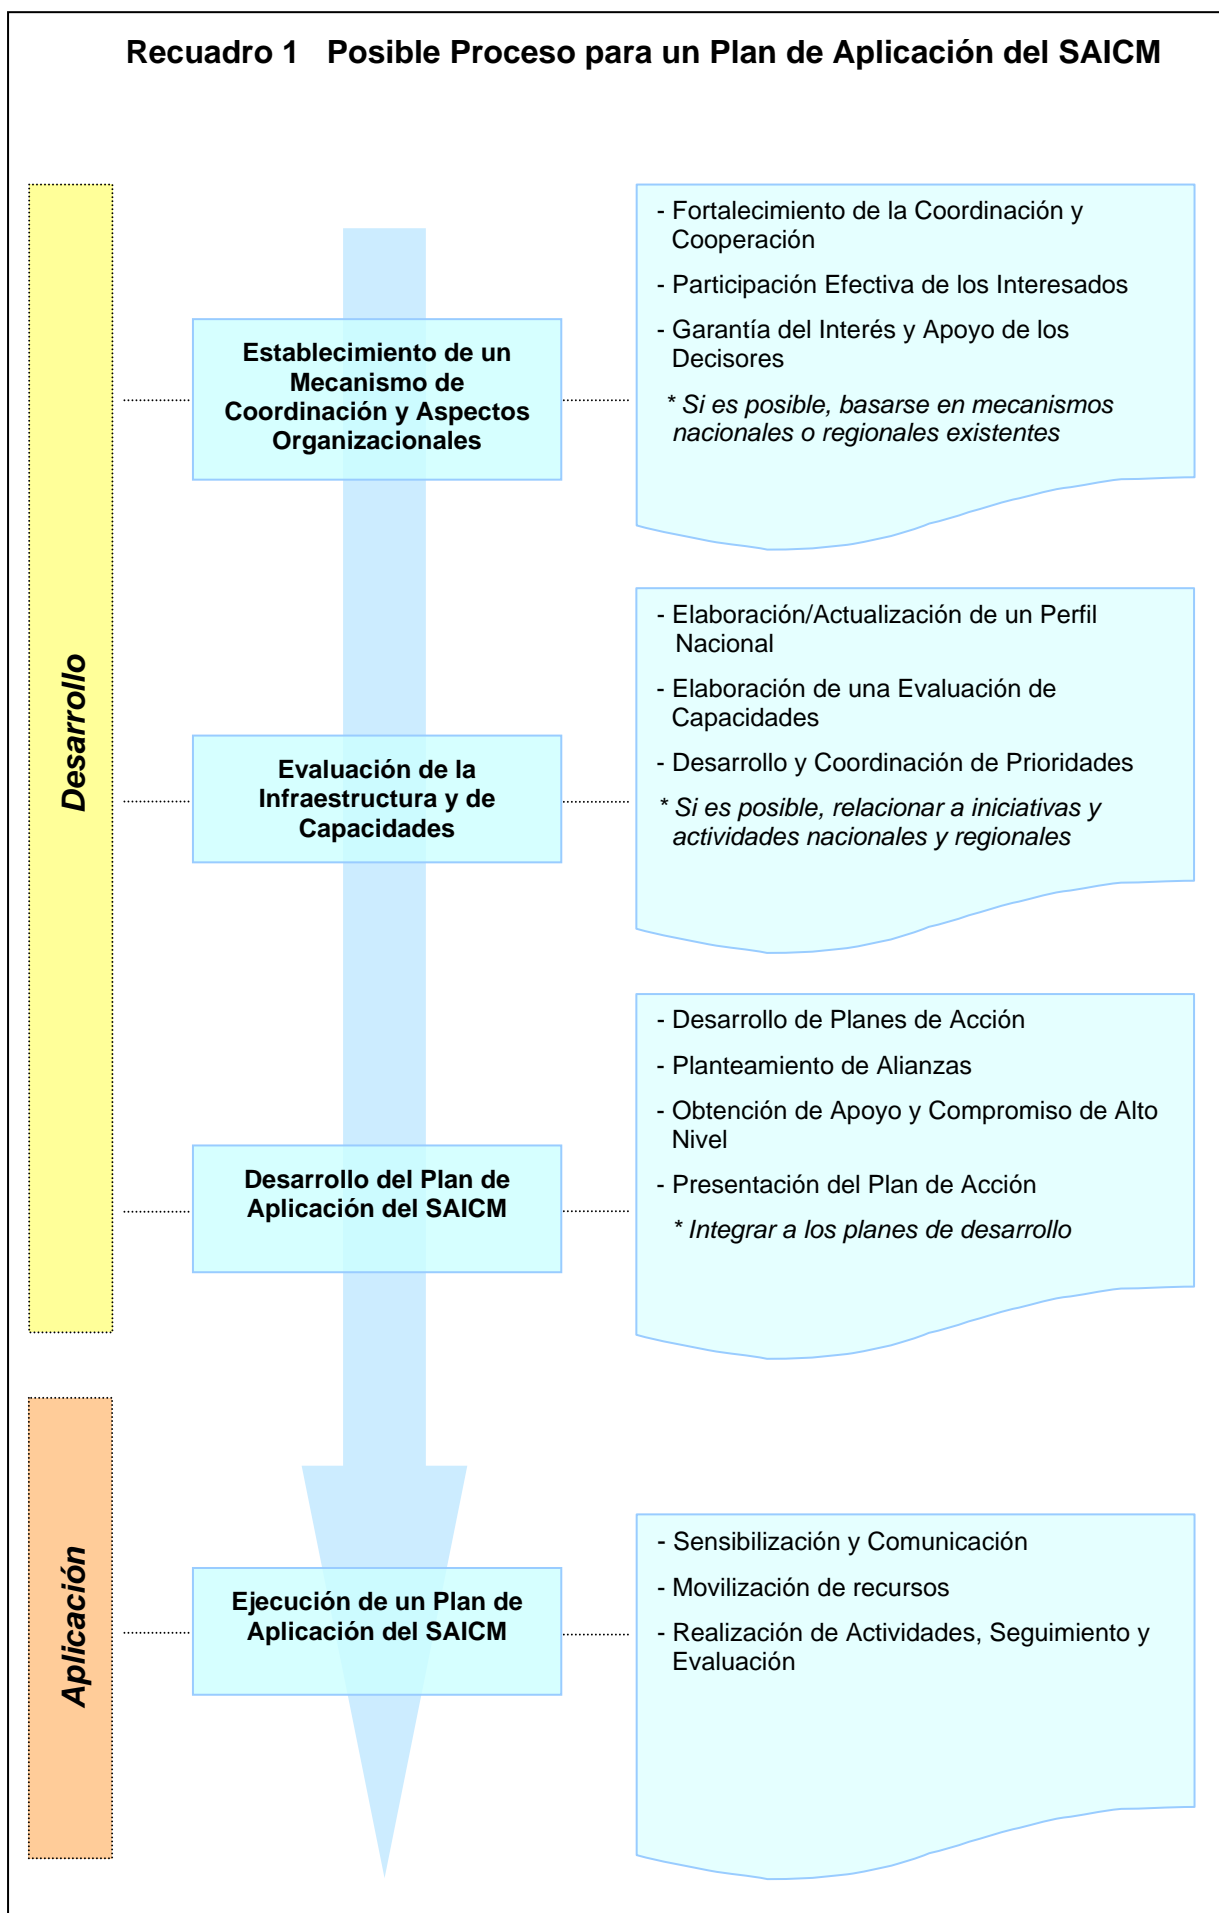 Recuadro 1 Posible Proceso para un Plan de Aplicación del SAICM
Desarrollo
Establecimiento de un
Mecanismo de
Coordinación y Aspectos
Organizacionales
- Fortalecimiento de la Coordinación y
Cooperación
- Participación Efectiva de los Interesados
- Garantía del Interés y Apoyo de los
Decisores
* Si es posible, basarse en mecanismos
nacionales o regionales existentes
Evaluación de la
Infraestructura y de
Capacidades
- Elaboración/Actualización de un Perfil
Nacional
- Elaboración de una Evaluación de
Capacidades
- Desarrollo y Coordinación de Prioridades
* Si es posible, relacionar a iniciativas y
actividades nacionales y regionales
Desarrollo del Plan de
Aplicación del SAICM
- Desarrollo de Planes de Acción
- Planteamiento de Alianzas
- Obtención de Apoyo y Compromiso de Alto
Nivel
- Presentación del Plan de Acción
* Integrar a los planes de desarrollo
Aplicación
Ejecución de un Plan de
Aplicación del SAICM
- Sensibilización y Comunicación
- Movilización de recursos
- Realización de Actividades, Seguimiento y
Evaluación